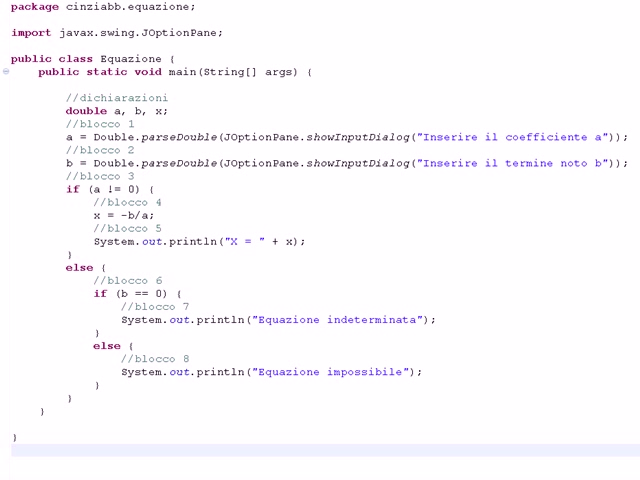 package cinziabb.equazione;
import javax.swing.JOptionPane;
public class Equazione {
public static void main(String[] args) {
//dichiarazioni
double a, b, x;
//blocco 1
a = Double.parseDouble(JOptionPane.showInputDialog("Inserire il coefficiente a"));
//blocco 2
b = Double.parseDouble(JOptionPane.showInputDialog("Inserire il termine noto b"));
//blocco 3
if (a != 0) {
//blocco 4
x = -b/a;
//blocco 5
System.out.println("X = " + x);
}
else {
//blocco 6
if (b == 0) {
//blocco 7
System.out.println("Equazione indeterminata");
}
else {
//blocco 8
System.out.println("Equazione impossibile");
}
}
}
}